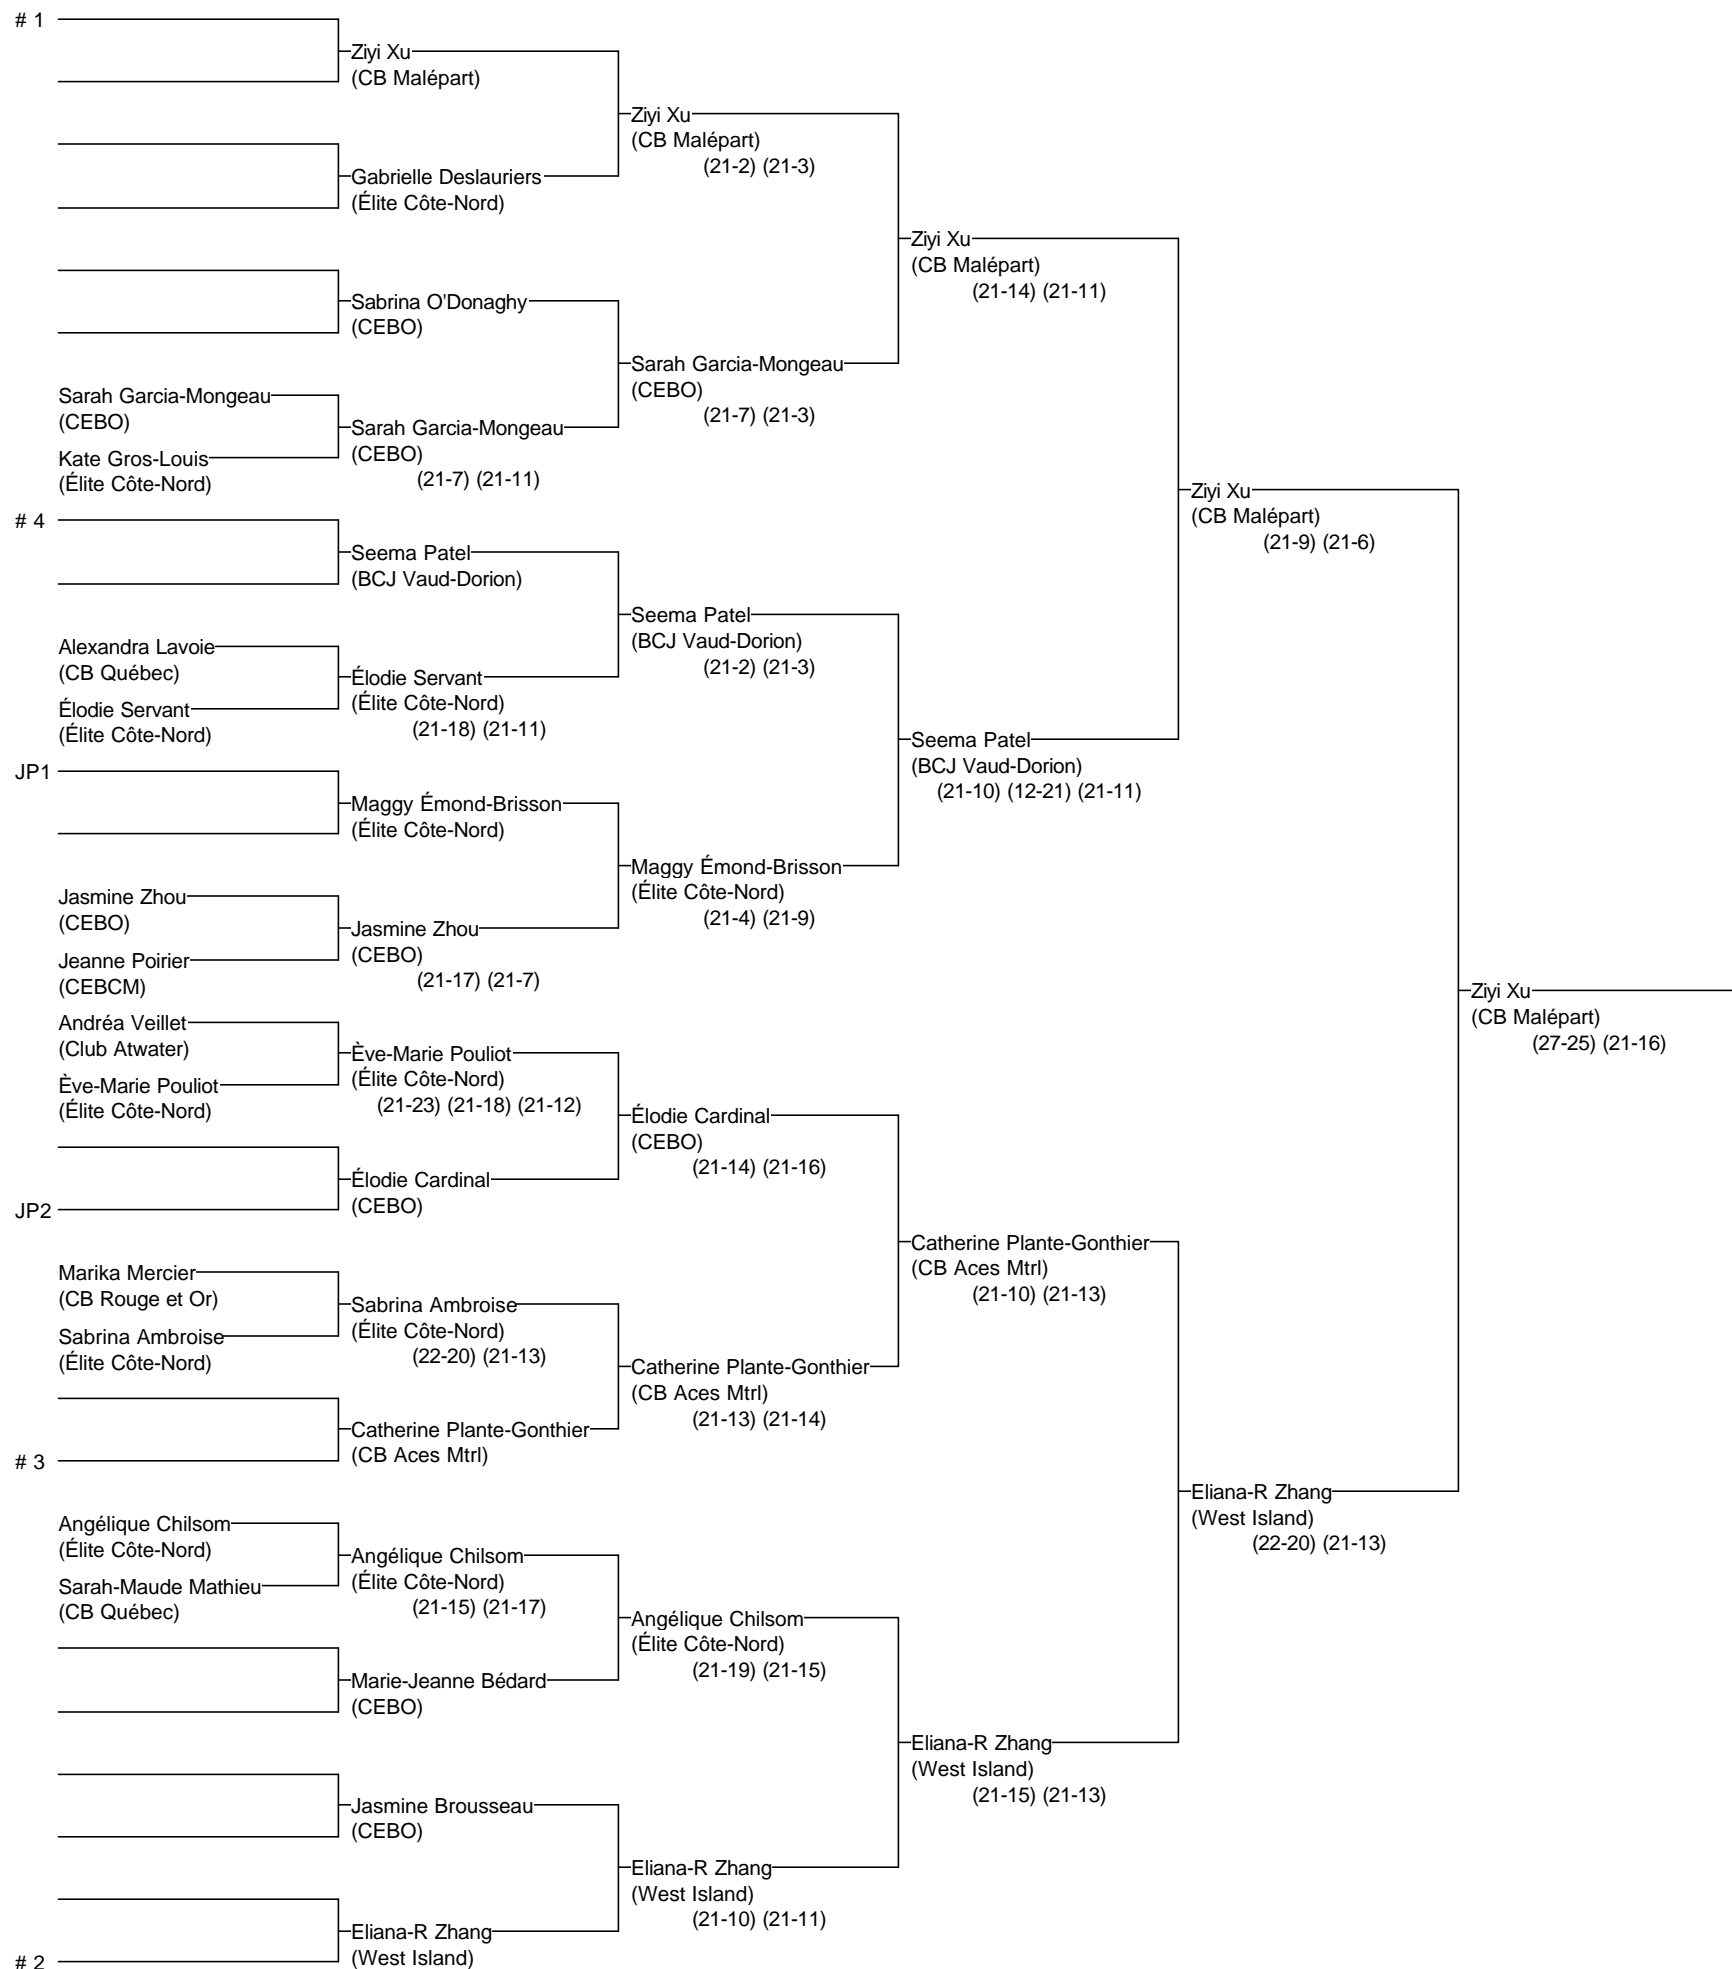 # 1
Ziyi Xu
(CB Malépart)
Ziyi Xu
(CB Malépart)
(21-2) (21-3)
Gabrielle Deslauriers
(Élite Côte-Nord)
Ziyi Xu
(CB Malépart)
(21-14) (21-11)
Sabrina O'Donaghy
(CEBO)
Sarah Garcia-Mongeau
(CEBO)
(21-7) (21-3)
Sarah Garcia-Mongeau
(CEBO)
Sarah Garcia-Mongeau
(CEBO)
(21-7) (21-11)
Kate Gros-Louis
(Élite Côte-Nord)
Ziyi Xu
(CB Malépart)
(21-9) (21-6)
# 4
Seema Patel
(BCJ Vaud-Dorion)
Seema Patel
(BCJ Vaud-Dorion)
(21-2) (21-3)
Alexandra Lavoie
(CB Québec)
Élodie Servant
(Élite Côte-Nord)
(21-18) (21-11)
Élodie Servant
(Élite Côte-Nord)
Seema Patel
(BCJ Vaud-Dorion)
(21-10) (12-21) (21-11)
JP1
Maggy Émond-Brisson
(Élite Côte-Nord)
Maggy Émond-Brisson
(Élite Côte-Nord)
(21-4) (21-9)
Jasmine Zhou
(CEBO)
Jasmine Zhou
(CEBO)
(21-17) (21-7)
Jeanne Poirier
(CEBCM)
Ziyi Xu
(CB Malépart)
(27-25) (21-16)
Andréa Veillet
(Club Atwater)
Ève-Marie Pouliot
(Élite Côte-Nord)
(21-23) (21-18) (21-12)
Ève-Marie Pouliot
(Élite Côte-Nord)
Élodie Cardinal
(CEBO)
(21-14) (21-16)
Élodie Cardinal
(CEBO)
JP2
Catherine Plante-Gonthier
(CB Aces Mtrl)
(21-10) (21-13)
Marika Mercier
(CB Rouge et Or)
Sabrina Ambroise
(Élite Côte-Nord)
(22-20) (21-13)
Sabrina Ambroise
(Élite Côte-Nord)
Catherine Plante-Gonthier
(CB Aces Mtrl)
(21-13) (21-14)
Catherine Plante-Gonthier
(CB Aces Mtrl)
# 3
Eliana-R Zhang
(West Island)
(22-20) (21-13)
Angélique Chilsom
(Élite Côte-Nord)
Angélique Chilsom
(Élite Côte-Nord)
(21-15) (21-17)
Sarah-Maude Mathieu
(CB Québec)
Angélique Chilsom
(Élite Côte-Nord)
(21-19) (21-15)
Marie-Jeanne Bédard
(CEBO)
Eliana-R Zhang
(West Island)
(21-15) (21-13)
Jasmine Brousseau
(CEBO)
Eliana-R Zhang
(West Island)
(21-10) (21-11)
Eliana-R Zhang
(West Island)
# 2